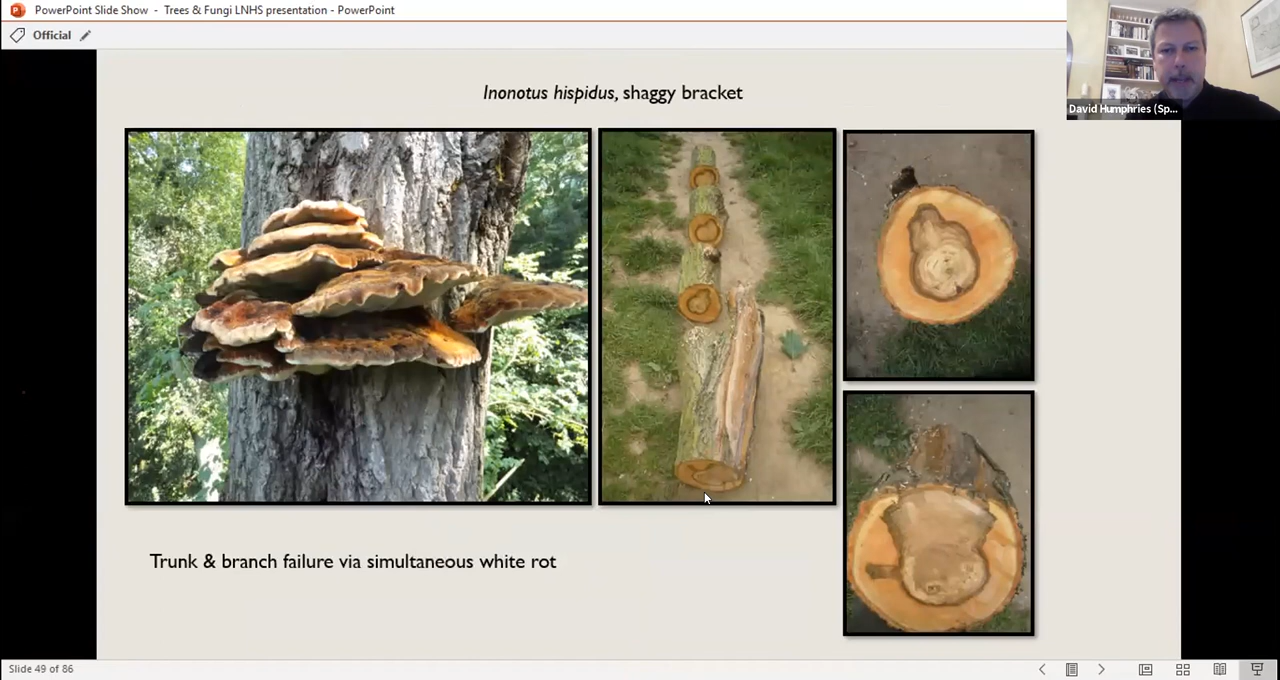 PowerPoint Slide Show - Trees & Fungi LNHS presentation - PowerPoint
Official
David Humphries (Sp...
Inonotus hispidus, shaggy bracket
Trunk & branch failure via simultaneous white rot
Slide 49 of 86